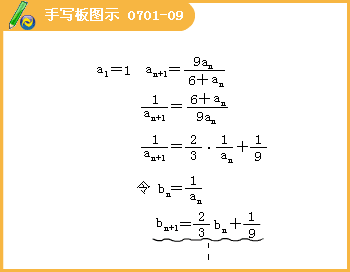 手写板图示 0701-09
a₁=1 aₙ₊₁=9aₙ/(6+aₙ)
1/aₙ₊₁=(6+aₙ)/9aₙ
1/aₙ₊₁=2/3·1/aₙ+1/9
令 bₙ=1/aₙ
bₙ₊₁=2/3 bₙ+1/9